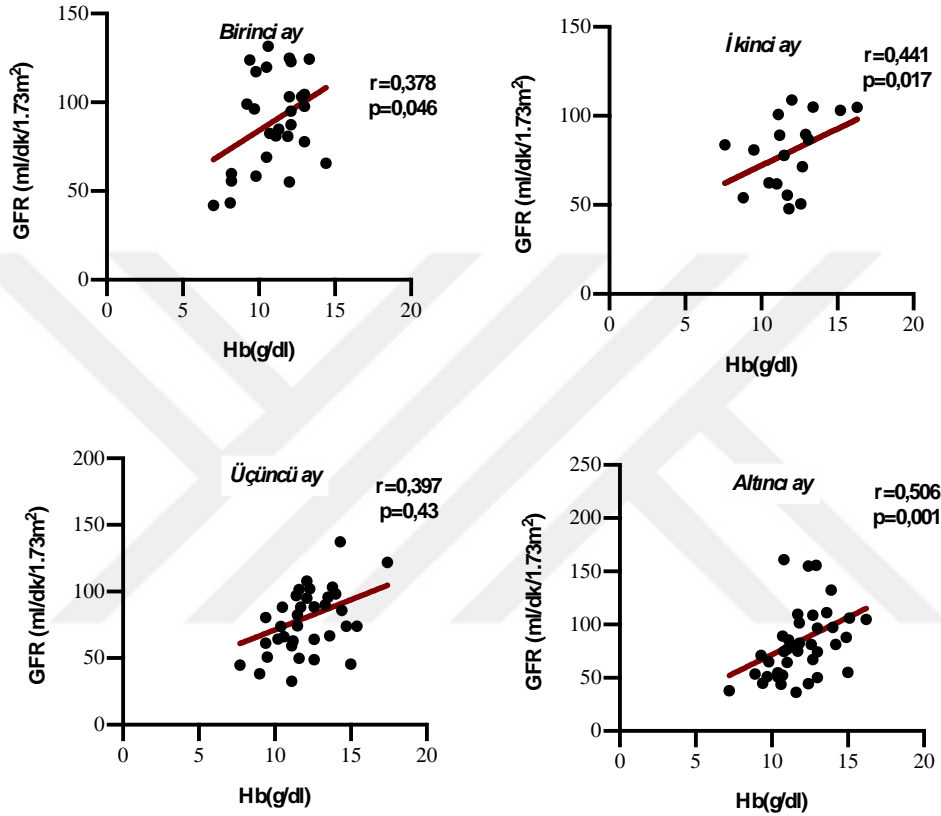 Birinci ay
r=0,378
p=0,046
GFR (ml/dk/1.73m²)
150
100
50
0
0 5 10 15 20
Hb(g/dl)
İkinci ay
r=0,441
p=0,017
GFR (ml/dk/1.73m²)
150
100
50
0
0 5 10 15 20
Hb(g/dl)
Üçüncü ay
r=0,397
p=0,43
GFR (ml/dk/1.73m²)
200
150
100
50
0
0 5 10 15 20
Hb(g/dl)
Altıncı ay
r=0,506
p=0,001
GFR (ml/dk/1.73m²)
250
200
150
100
50
0
0 5 10 15 20
Hb(g/dl)